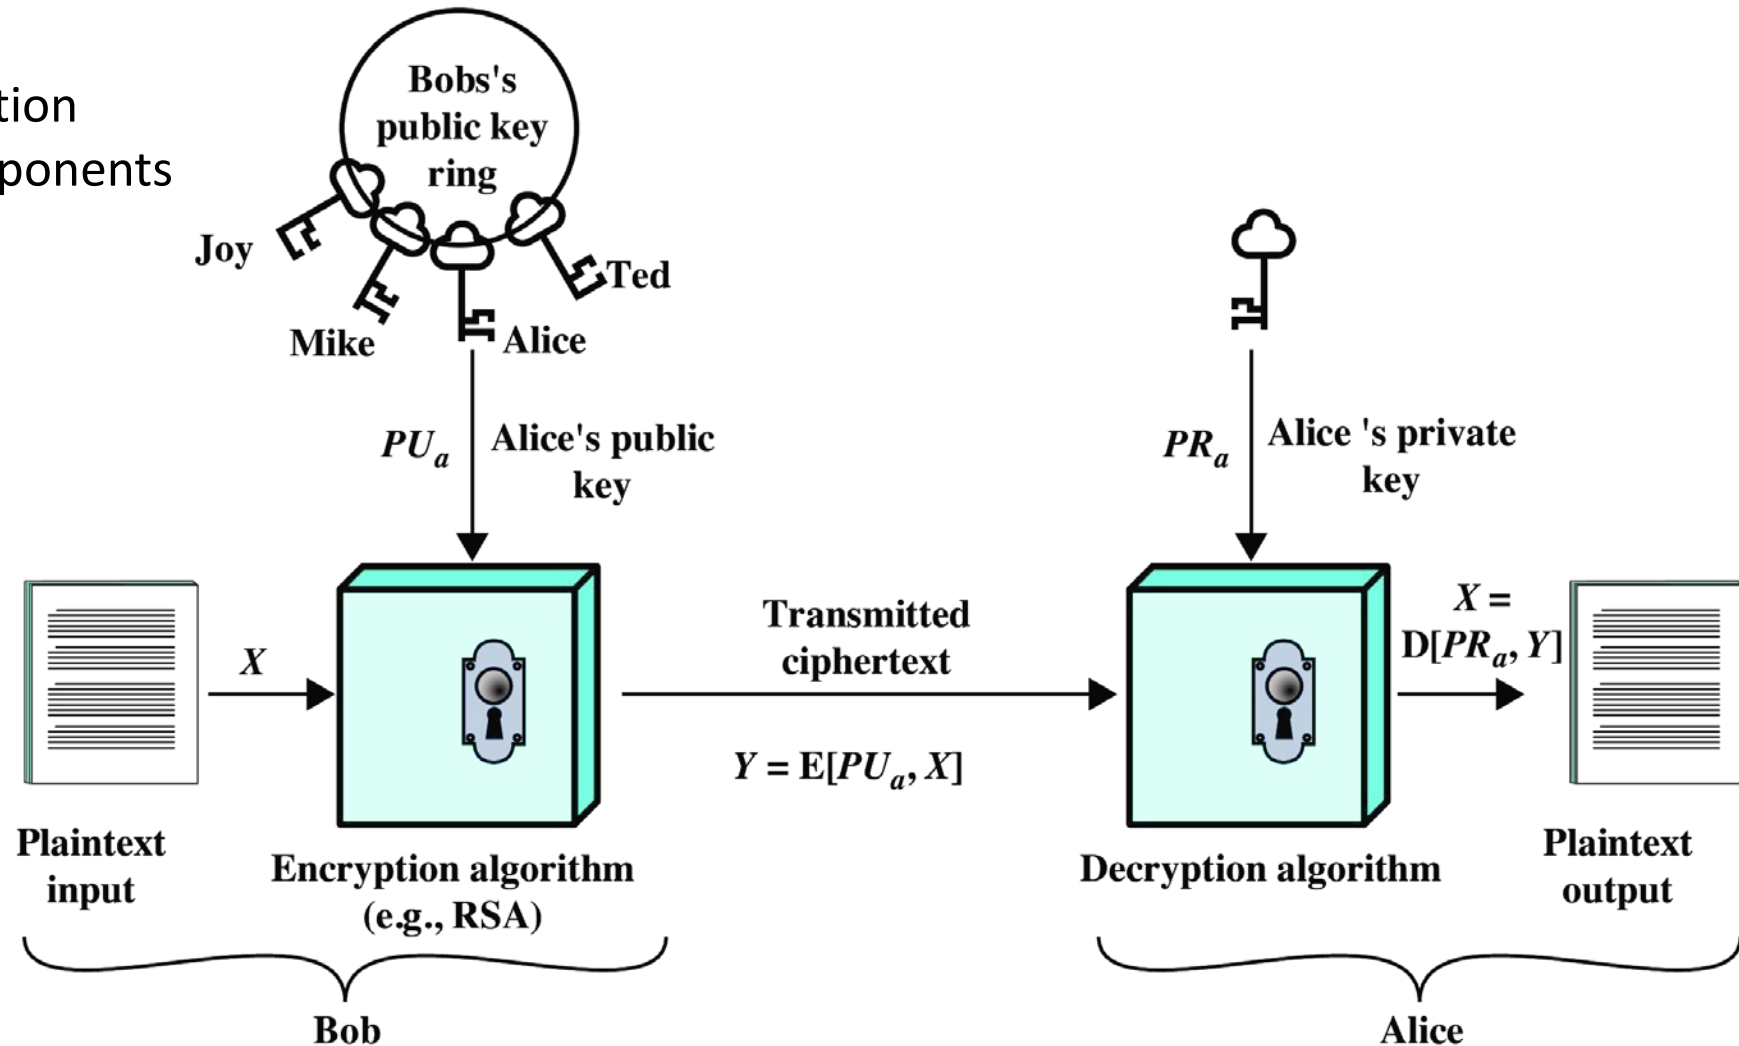 tion
ponents
Bobs's
public key
ring
Joy
Ted
Mike
Alice
PUa
Alice's public
key
PRa
Alice 's private
key
X
Transmitted
ciphertext
Y = E[PUa, X]
X =
D[PRa, Y]
Plaintext
input
Encryption algorithm
(e.g., RSA)
Decryption algorithm
Plaintext
output
Bob
Alice